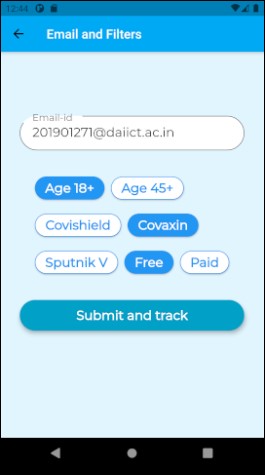 12:44
Email and Filters
Email-id
201901271@daiict.ac.in
Age 18+ Age 45+
Covishield Covaxin
Sputnik V Free Paid
Submit and track